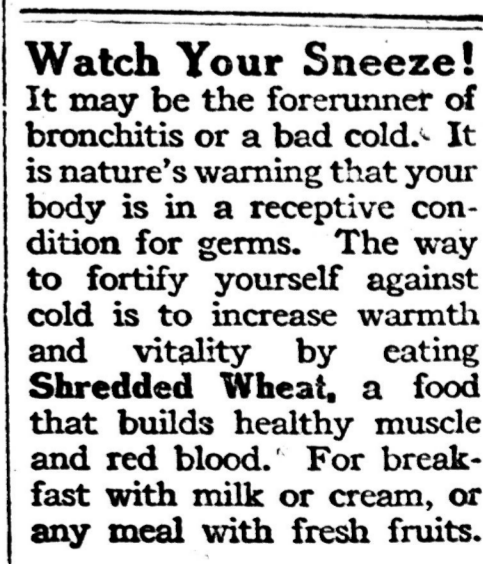 Watch Your Sneeze!
It may be the forerunner of
bronchitis or a bad cold. It
is nature's warning that your
body is in a receptive con-
dition for germs. The way
to fortify yourself against
cold is to increase warmth
and vitality by eating
Shredded Wheat, a food
that builds healthy muscle
and red blood. For break-
fast with milk or cream, or
any meal with fresh fruits.